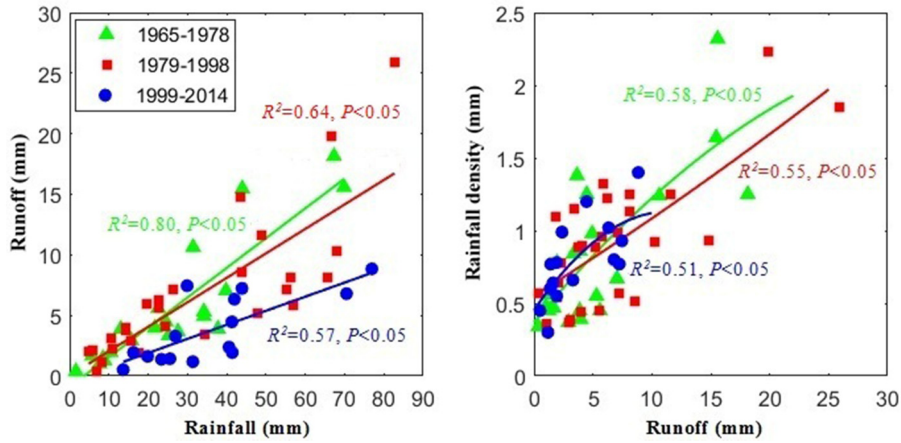 30
25
20
15
10
5
0
Runoff (mm)
1965-1978
1979-1998
1999-2014
R²=0.64, P<0.05
R²=0.80, P<0.05
R²=0.57, P<0.05
0 10 20 30 40 50 60 70 80 90
Rainfall (mm)
2.5
2
1.5
1
0.5
0
Rainfall density (mm)
R²=0.58, P<0.05
R²=0.55, P<0.05
R²=0.51, P<0.05
0 5 10 15 20 25 30
Runoff (mm)